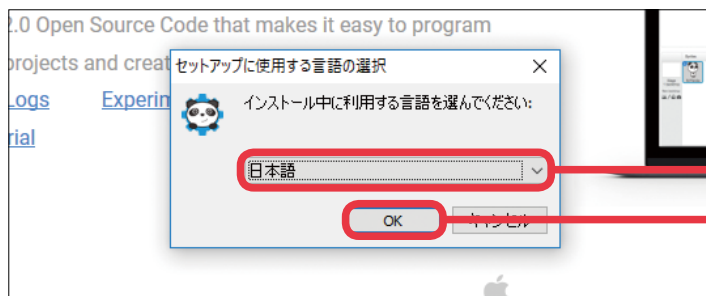 2.0 Open Source Code that makes it easy to program
projects and creat
Logs Experim
rial
セットアップに使用する言語の選択
インストール中に利用する言語を選んでください:
日本語
OK キャンセル